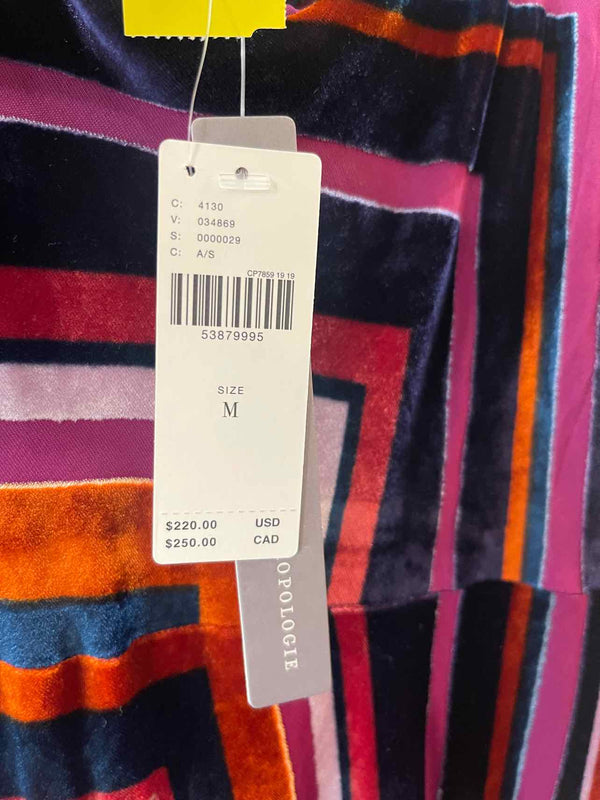 C: 4130
V: 034869
S: 0000029
C: A/S
CP7859 19 19
53879995
SIZE
M
$220.00 USD
$250.00 CAD
OPOLOGIE